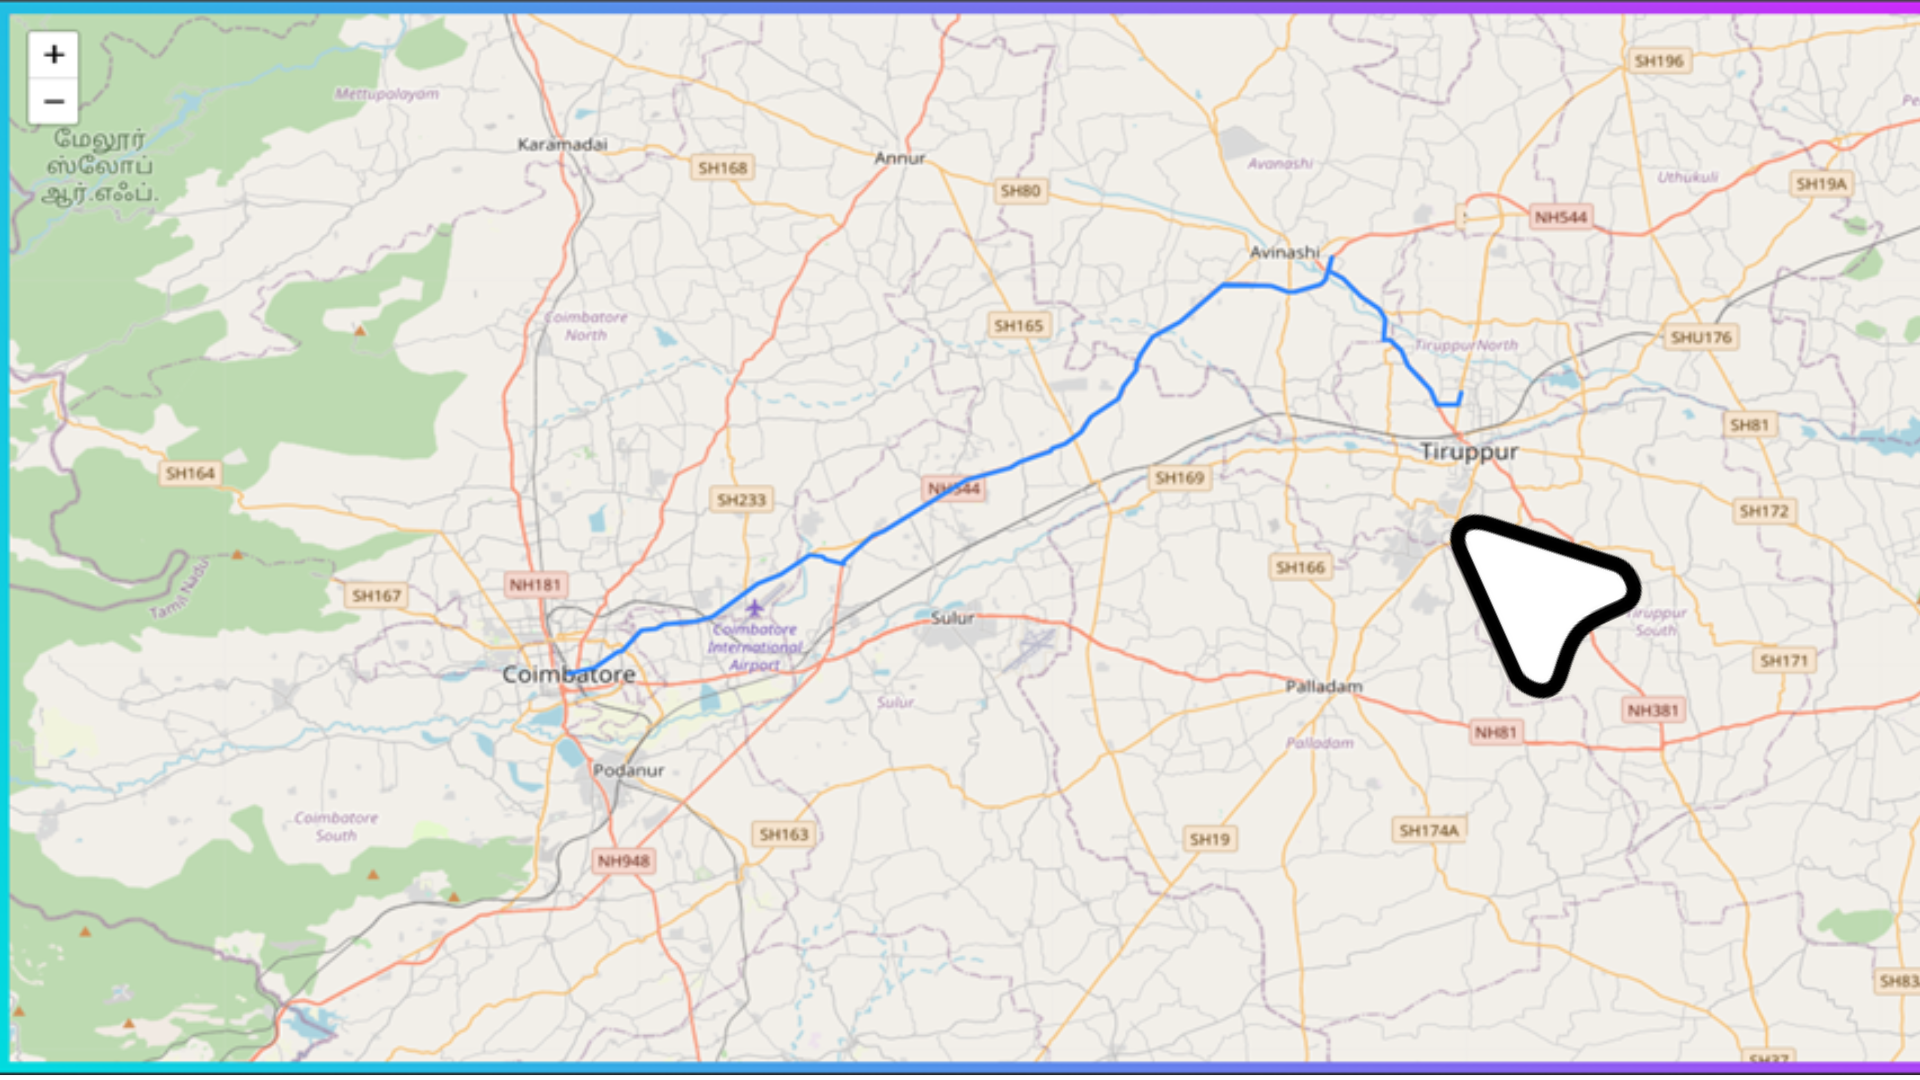 +
−
மேலூர்
ஸ்லோப்
ஆர்.எஃப்.
Mettupalayam
Karamadai
SH168
Annur
SH80
SH196
Avanashi
Uthukuli
SH19A
NH544
Avinashi
Coimbatore
North
SH165
TiruppurNorth
SHU176
SH164
SH233
NH544
SH169
Tiruppur
SH81
SH172
SH167
NH181
Tamil Nadu
SH166
Coimbatore
International
Airport
Sulur
Coimbatore
Sulur
Tiruppur
South
SH171
Palladam
NH381
NH81
Palladam
Podanur
Coimbatore
South
SH163
NH948
SH19
SH174A
SH83
SH37